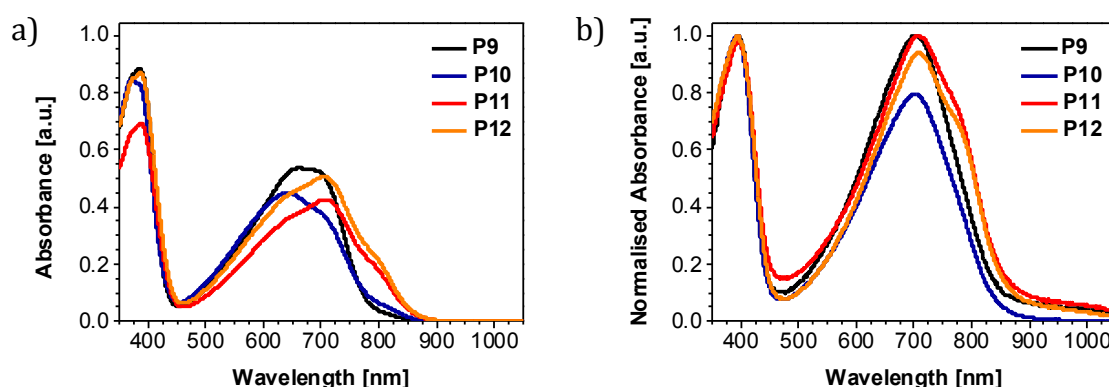 a)
Absorbance [a.u.]
1.0
0.8
0.6
0.4
0.2
0.0
P9
P10
P11
P12
400 500 600 700 800 900 1000
Wavelength [nm]
b)
Normalised Absorbance [a.u.]
1.0
0.8
0.6
0.4
0.2
0.0
P9
P10
P11
P12
400 500 600 700 800 900 1000
Wavelength [nm]